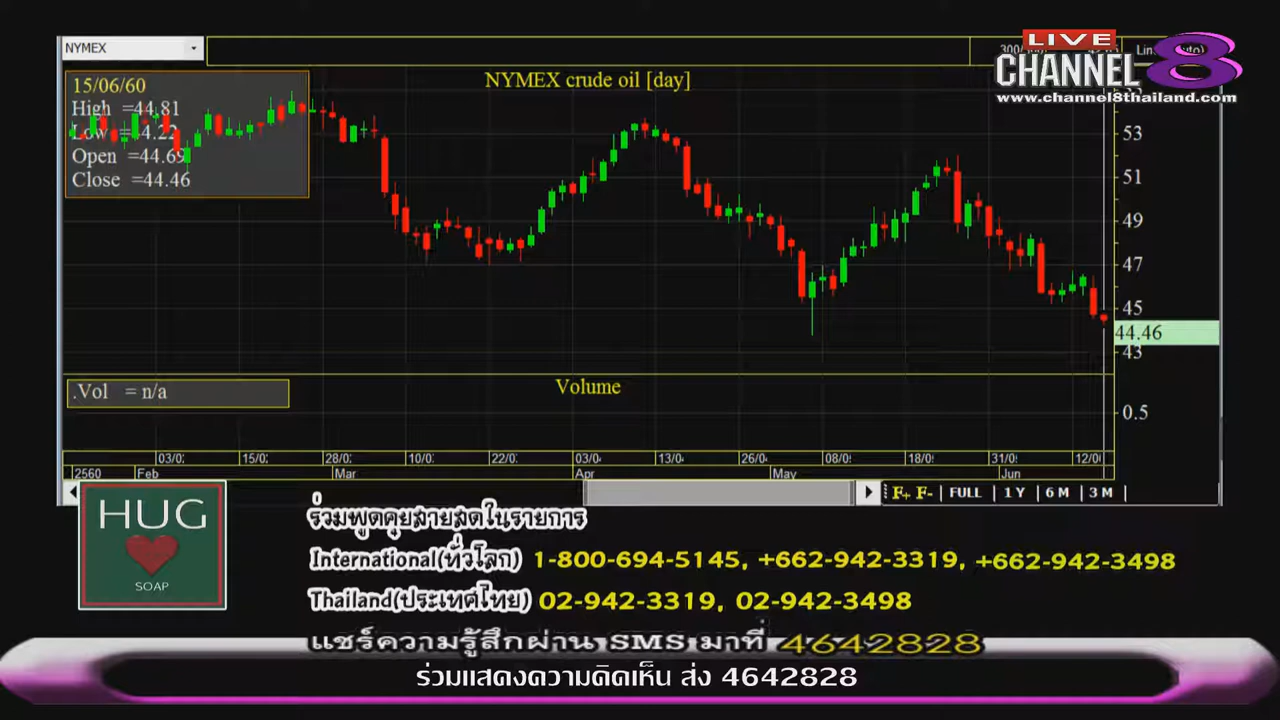 NYMEX
LIVE
CHANNEL 8
www.channel8thailand.com
NYMEX crude oil [day]
15/06/60
High =44.81
Low =44.22
Open =44.69
Close =44.46
53
51
49
47
45
44.46
43
.Vol = n/a
Volume
0.5
03/0 15/0 28/0 10/0 22/0 03/0 13/0 26/0 08/0 18/0 31/0 12/0
2560 Feb Mar Apr May Jun
F+ F- FULL 1 Y 6 M 3 M
HUG
SOAP
ร่วมพูดคุยสายสดในรายการ
International(ทั่วโลก) 1-800-694-5145, +662-942-3319, +662-942-3498
Thailand(ประเทศไทย) 02-942-3319, 02-942-3498
แชร์ความรู้สึกผ่าน SMS มาที่ 4642828
ร่วมแสดงความคิดเห็น ส่ง 4642828